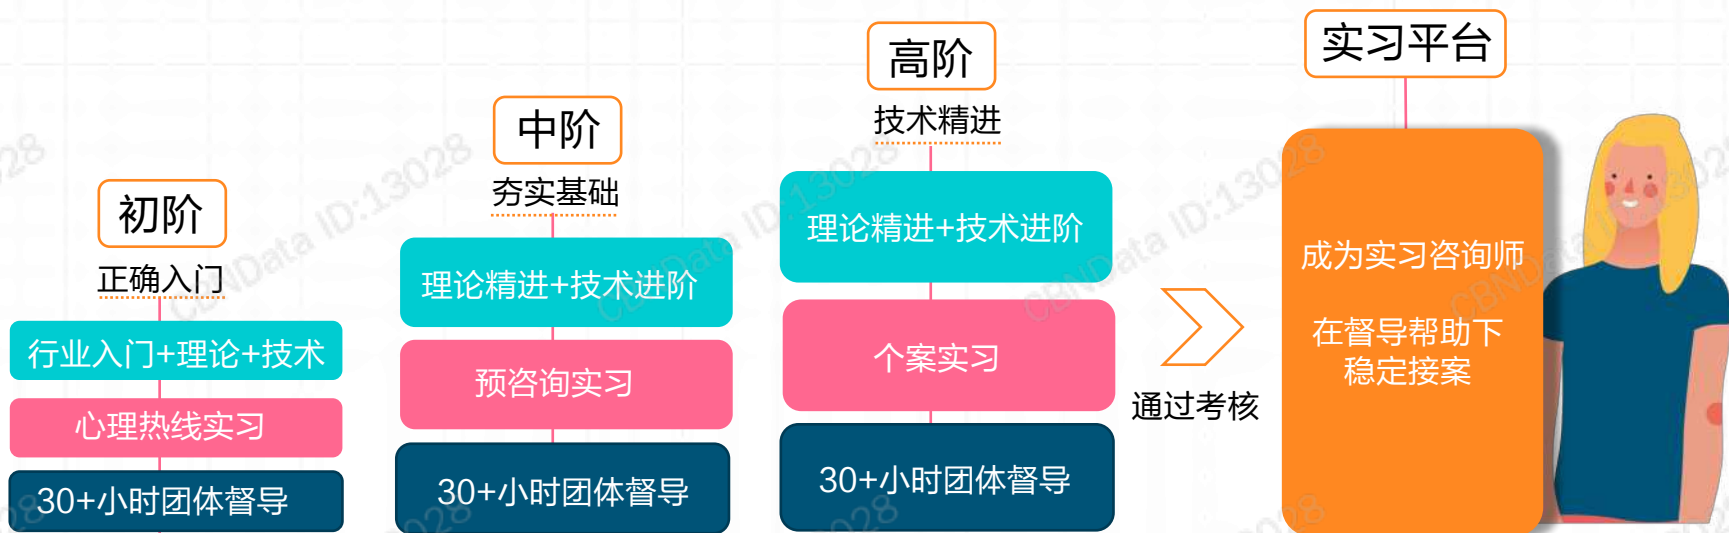 初阶
正确入门
行业入门+理论+技术
心理热线实习
30+小时团体督导
中阶
夯实基础
理论精进+技术进阶
预咨询实习
30+小时团体督导
高阶
技术精进
理论精进+技术进阶
个案实习
30+小时团体督导
通过考核
实习平台
成为实习咨询师
在督导帮助下
稳定接案
CBNData ID:13028